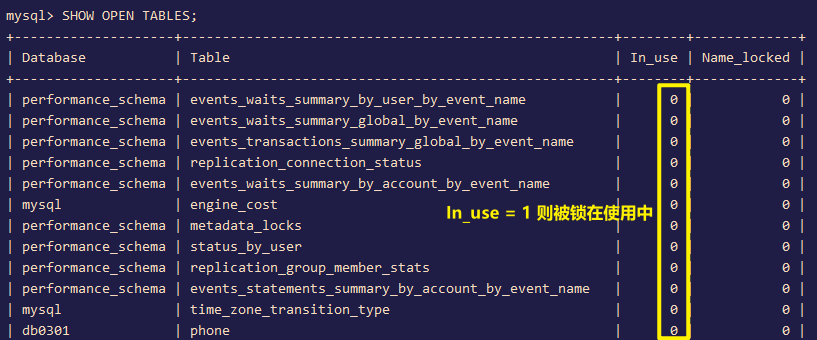 mysql> SHOW OPEN TABLES;
+--------------------+----------------------------------------------------+--------+-------------+
| Database           | Table                                              | In_use | Name_locked |
+--------------------+----------------------------------------------------+--------+-------------+
| performance_schema | events_waits_summary_by_user_by_event_name         |      0 |           0 |
| performance_schema | events_waits_summary_global_by_event_name          |      0 |           0 |
| performance_schema | events_transactions_summary_global_by_event_name   |      0 |           0 |
| performance_schema | replication_connection_status                      |      0 |           0 |
| performance_schema | events_waits_summary_by_account_by_event_name      |      0 |           0 |
| mysql              | engine_cost                                        |      0 |           0 |
In_use = 1 则被锁在使用中
| performance_schema | metadata_locks                                     |      0 |           0 |
| performance_schema | status_by_user                                     |      0 |           0 |
| performance_schema | replication_group_member_stats                     |      0 |           0 |
| performance_schema | events_statements_summary_by_account_by_event_name |      0 |           0 |
| mysql              | time_zone_transition_type                          |      0 |           0 |
| db0301             | phone                                              |      0 |           0 |